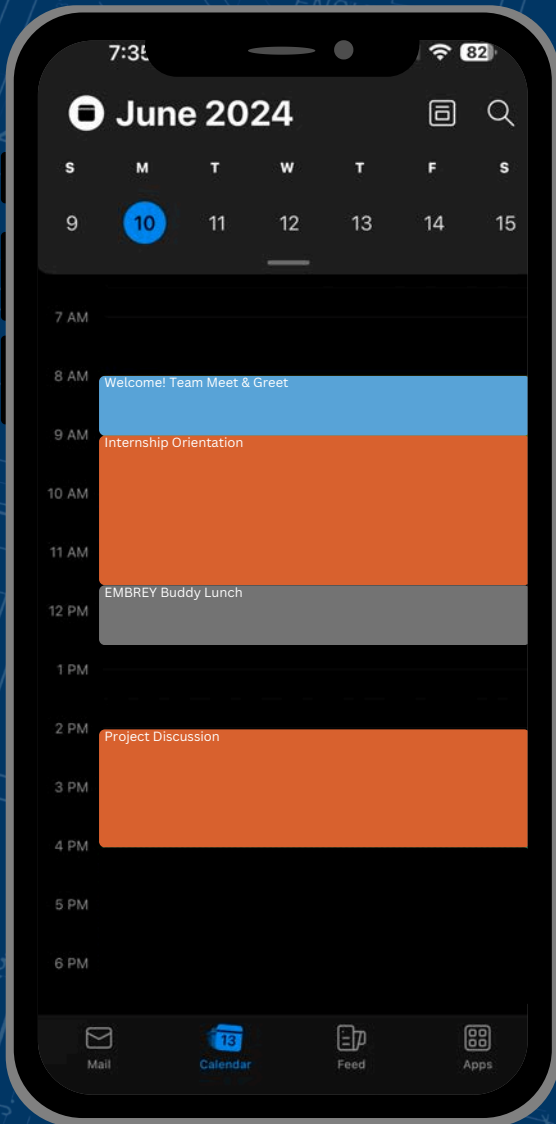 7:35
82
June 2024
S M T W T F S
9 10 11 12 13 14 15
7 AM
8 AM
Welcome! Team Meet & Greet
9 AM
Internship Orientation
10 AM
11 AM
EMBREY Buddy Lunch
12 PM
1 PM
2 PM
Project Discussion
3 PM
4 PM
5 PM
6 PM
13
Mail Calendar Feed Apps